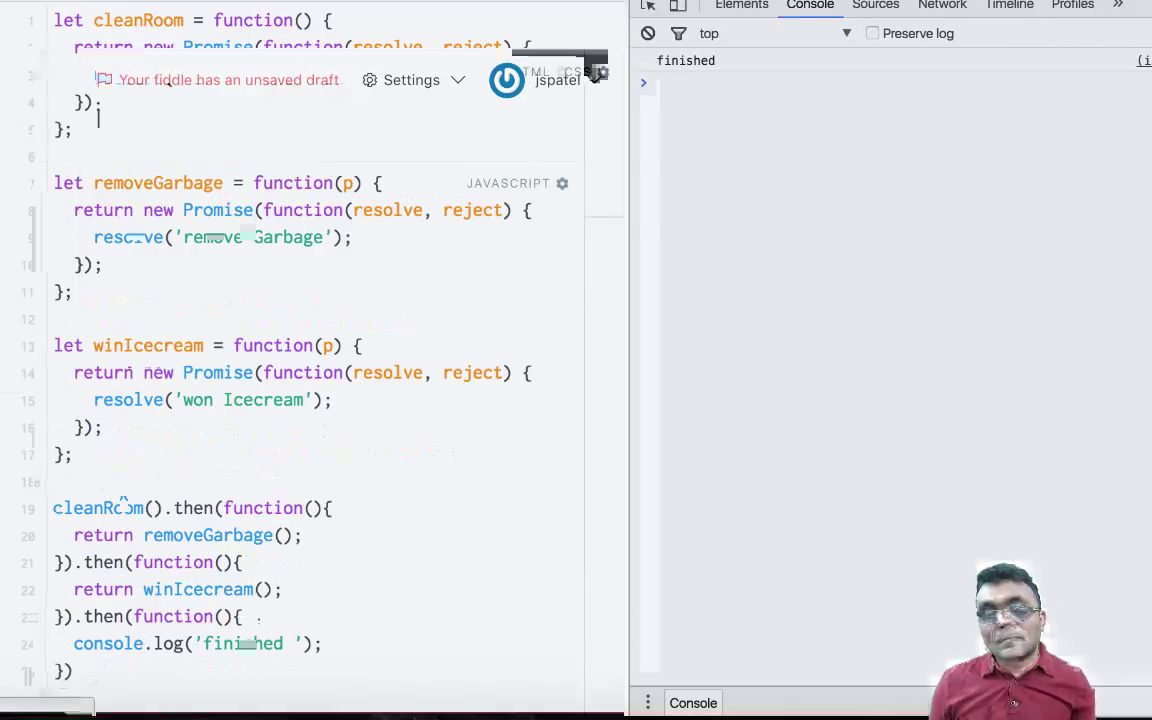 1 let cleanRoom = function() {
return new Promise(function(resolve, reject) {
3 Your fiddle has an unsaved draft. Settings jspatel
HTML CSS
4 });
5 };
6
7 let removeGarbage = function(p) {
JAVASCRIPT
8 return new Promise(function(resolve, reject) {
9 resolve('remove Garbage');
10 });
11 };
12
13 let winIcecream = function(p) {
14 return new Promise(function(resolve, reject) {
15 resolve('won Icecream');
16 });
17 };
18
19 cleanRoom().then(function(){
20 return removeGarbage();
21 }).then(function(){
22 return winIcecream();
}).then(function(){
24 console.log('finished ');
})
Elements Console Sources Network Timeline Profiles »
top ▼ Preserve log
finished (i
>
Console